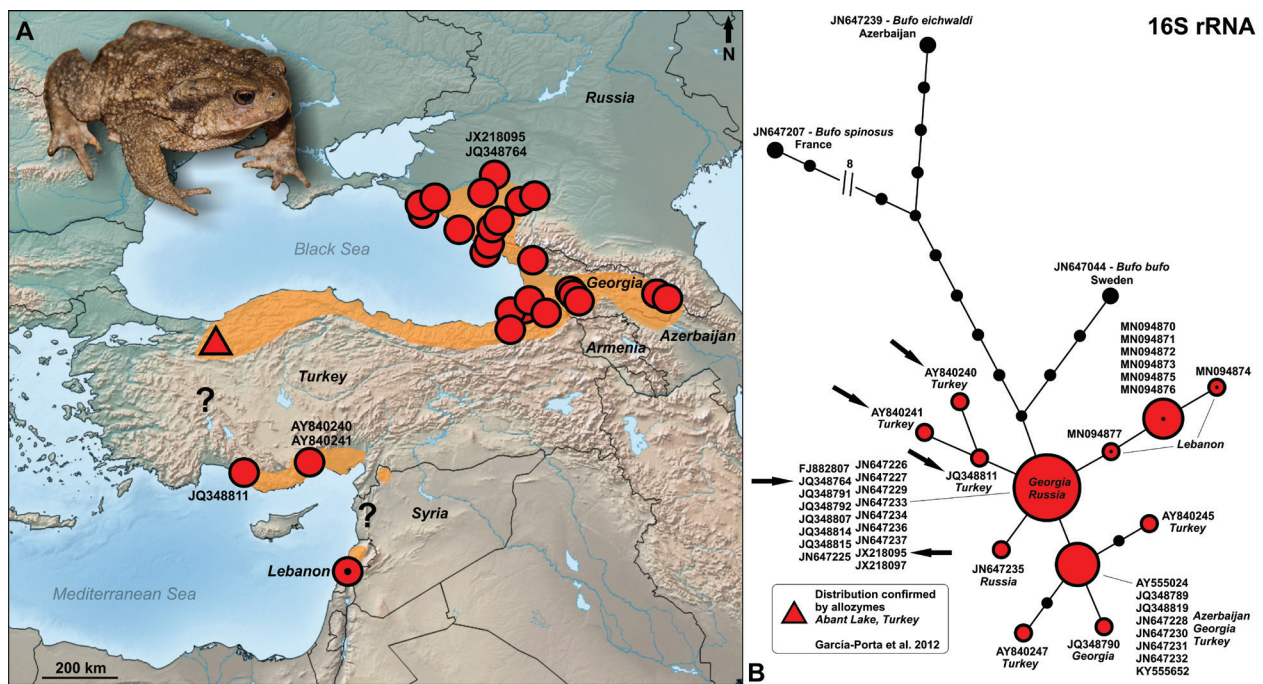 A
N
Russia
JX218095
JQ348764
Black Sea
Georgia
Azerbaijan
Armenia
Turkey
?
AY840240
AY840241
JQ348811
?
Syria
Lebanon
Mediterranean Sea
200 km
B
16S rRNA
JN647239 - Bufo eichwaldi
Azerbaijan
JN647207 - Bufo spinosus
France
8
JN647044 - Bufo bufo
Sweden
MN094870
MN094871
MN094872
MN094873
MN094875
MN094876
MN094874
MN094877
Lebanon
AY840240
Turkey
AY840241
Turkey
JQ348811
Turkey
Georgia
Russia
FJ882807
JQ348764
JQ348791
JQ348792
JQ348807
JQ348814
JQ348815
JN647225
JN647226
JN647227
JN647229
JN647233
JN647234
JN647236
JN647237
JX218095
JX218097
JN647235
Russia
AY840245
Turkey
AY840247
Turkey
JQ348790
Georgia
AY555024
JQ348789
JQ348819
JN647228
JN647230
JN647231
JN647232
KY555652
Azerbaijan
Georgia
Turkey
Distribution confirmed
by allozymes
Abant Lake, Turkey
García-Porta et al. 2012